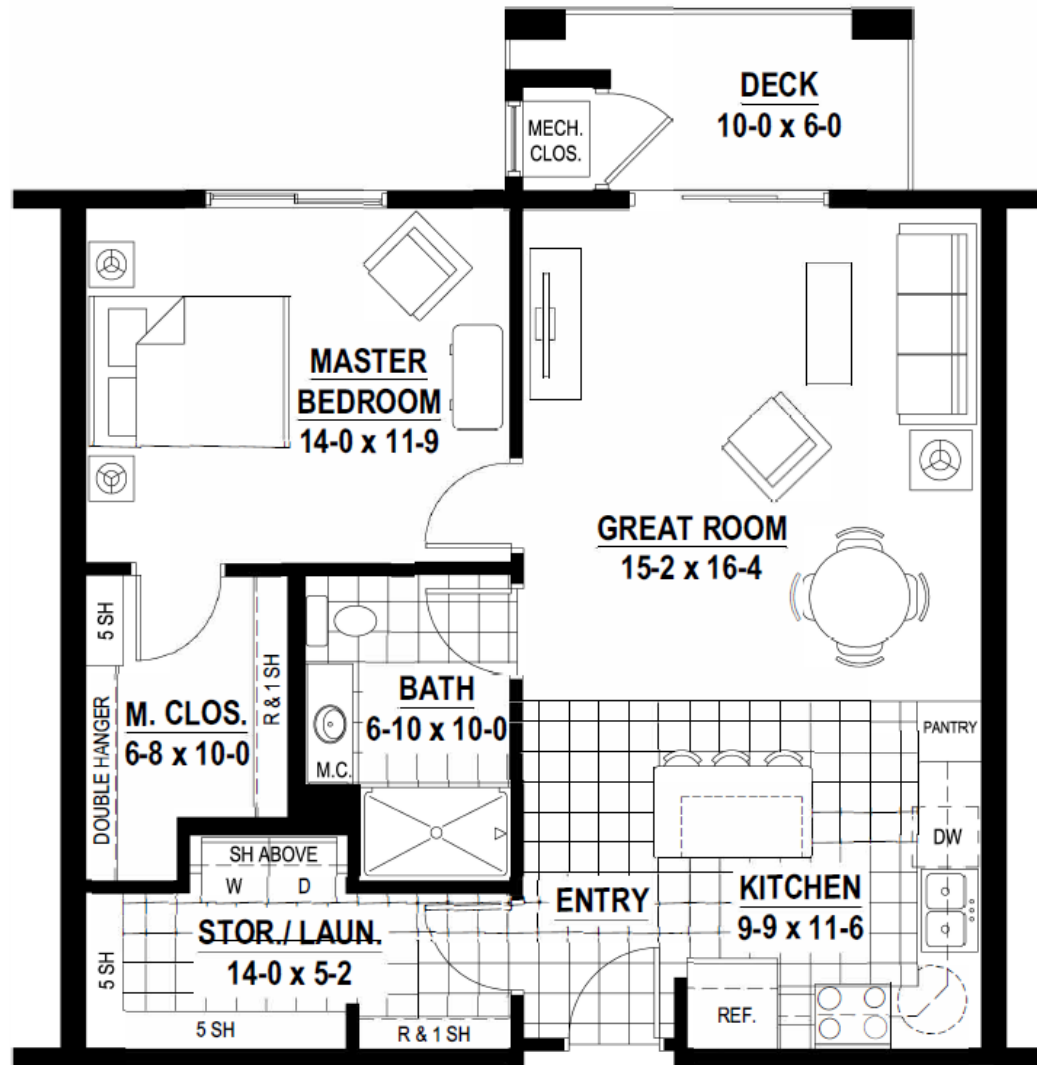 DECK
10-0 x 6-0
MECH.
CLOS.
MASTER
BEDROOM
14-0 x 11-9
GREAT ROOM
15-2 x 16-4
5 SH
DOUBLE HANGER
M. CLOS.
6-8 x 10-0
R & 1 SH
BATH
6-10 x 10-0
M.C.
PANTRY
DW
SH ABOVE
W D
ENTRY
KITCHEN
9-9 x 11-6
STOR./ LAUN.
14-0 x 5-2
5 SH
5 SH
R & 1 SH
REF.